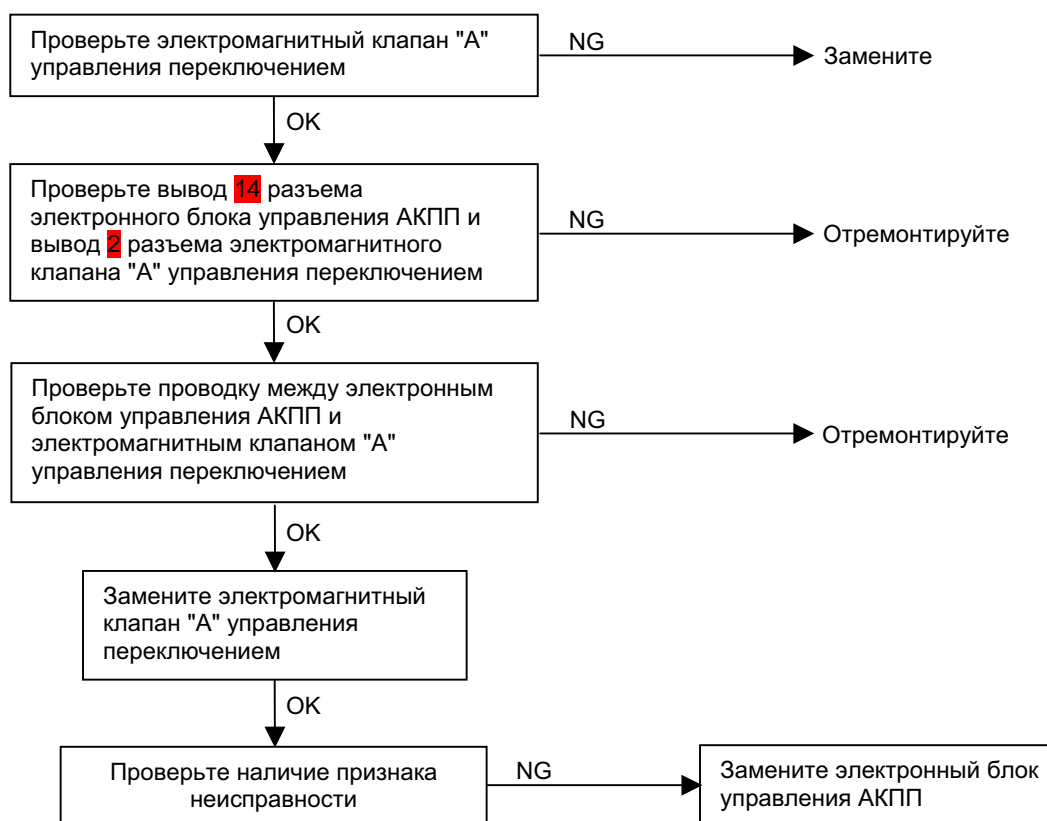 Проверьте электромагнитный клапан "А"
управления переключением
NG
Замените
OK
Проверьте вывод 14 разъема
электронного блока управления АКПП и
вывод 2 разъема электромагнитного
клапана "А" управления переключением
NG
Отремонтируйте
OK
Проверьте проводку между электронным
блоком управления АКПП и
электромагнитным клапаном "А"
управления переключением
NG
Отремонтируйте
OK
Замените электромагнитный
клапан "А" управления
переключением
OK
Проверьте наличие признака
неисправности
NG
Замените электронный блок
управления АКПП